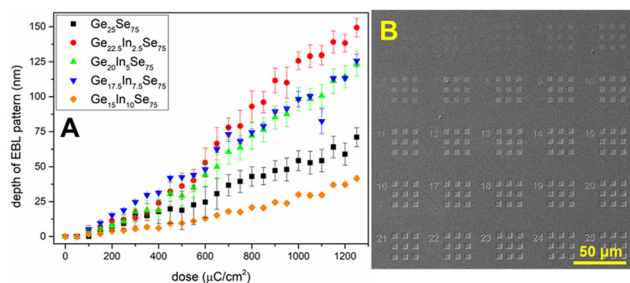 A
B
Ge25Se75
Ge22.5In2.5Se75
Ge20In5Se75
Ge17.5In7.5Se75
Ge15In10Se75
depth of EBL pattern (nm)
150
125
100
75
50
25
0
0 200 400 600 800 1000 1200
dose (μC/cm²)
9 10
11 12 13 14 15
16 17 18 19 20
21 22 23 24 25
50 μm